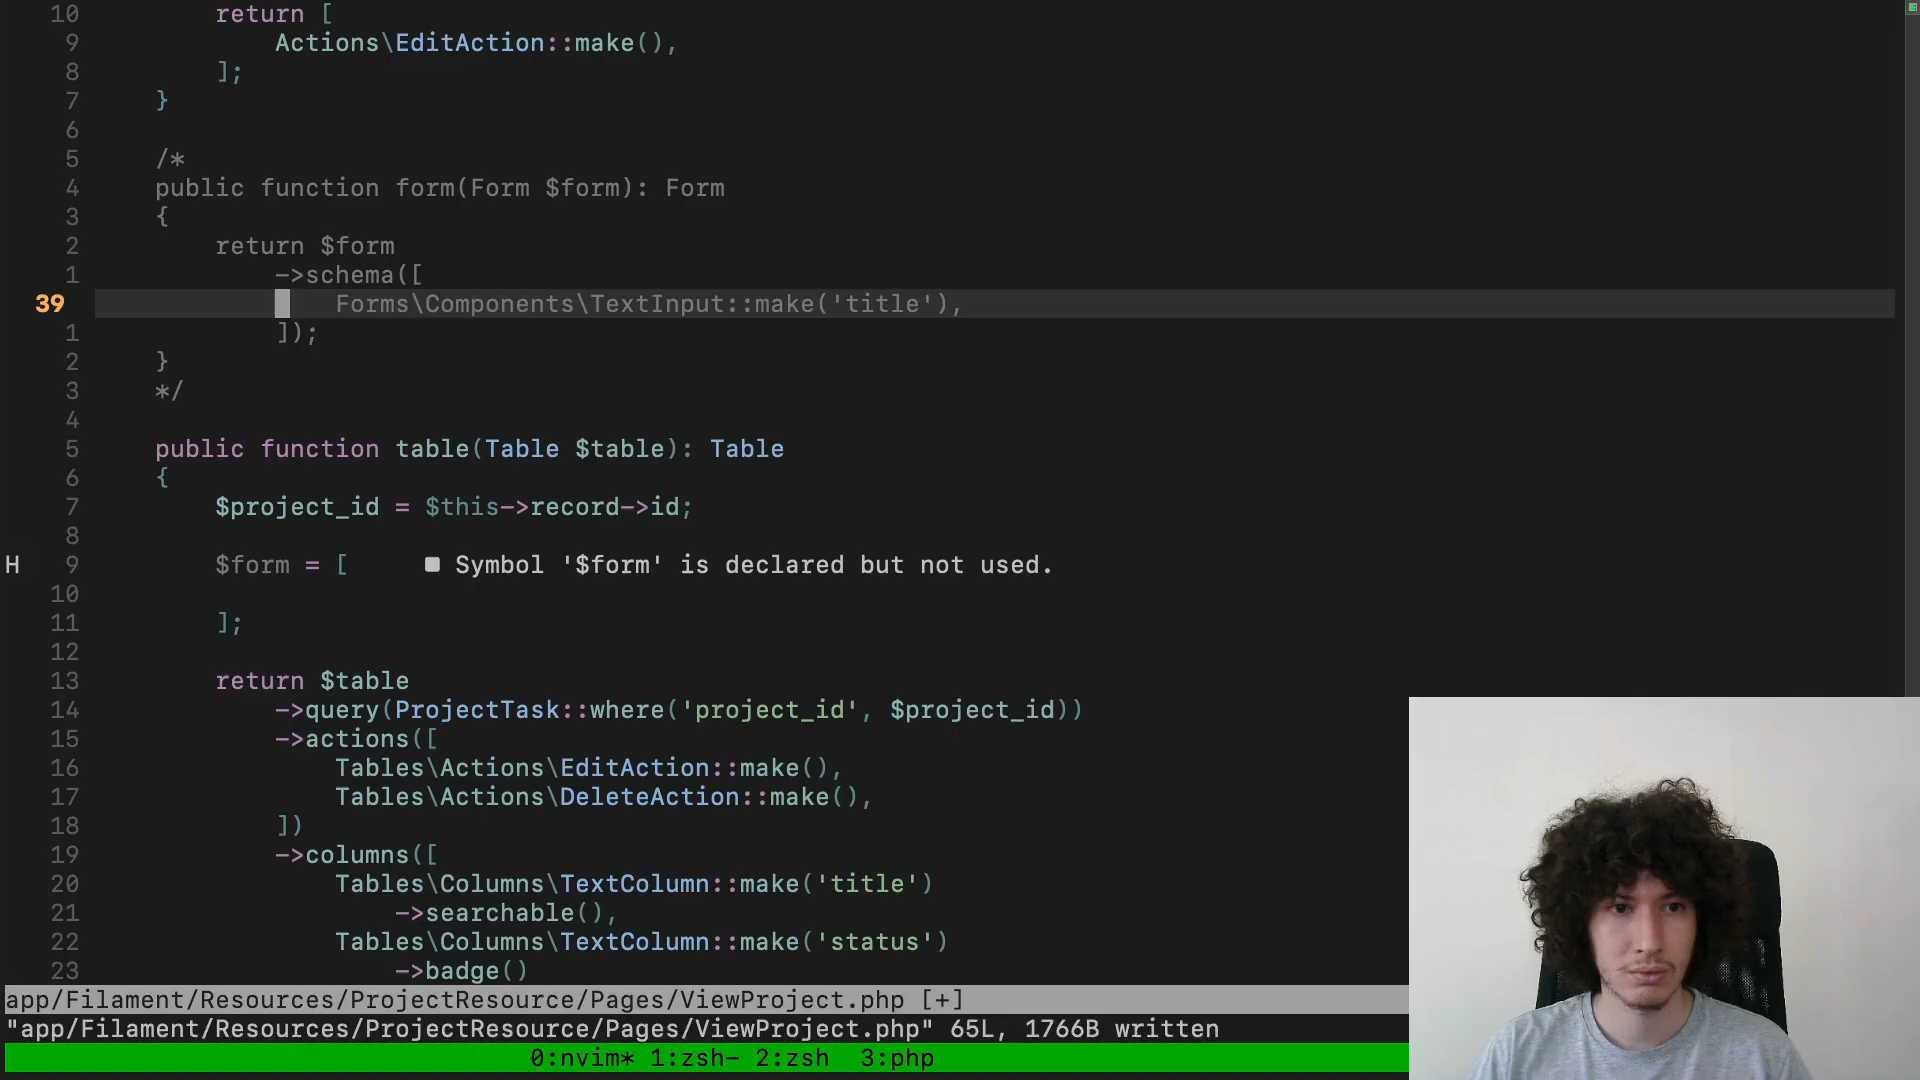 10 return [
9 Actions\EditAction::make(),
8 ];
7 }
6
5 /*
4 public function form(Form $form): Form
3 {
2 return $form
1 ->schema([
39 Forms\Components\TextInput::make('title'),
1 ]);
2 }
3 */
4
5 public function table(Table $table): Table
6 {
7 $project_id = $this->record->id;
8
H 9 $form = [ ■ Symbol '$form' is declared but not used.
10
11 ];
12
13 return $table
14 ->query(ProjectTask::where('project_id', $project_id))
15 ->actions([
16 Tables\Actions\EditAction::make(),
17 Tables\Actions\DeleteAction::make(),
18 ])
19 ->columns([
20 Tables\Columns\TextColumn::make('title')
21 ->searchable(),
22 Tables\Columns\TextColumn::make('status')
23 ->badge()
app/Filament/Resources/ProjectResource/Pages/ViewProject.php [+]
"app/Filament/Resources/ProjectResource/Pages/ViewProject.php" 65L, 1766B written
0:nvim* 1:zsh- 2:zsh 3:php